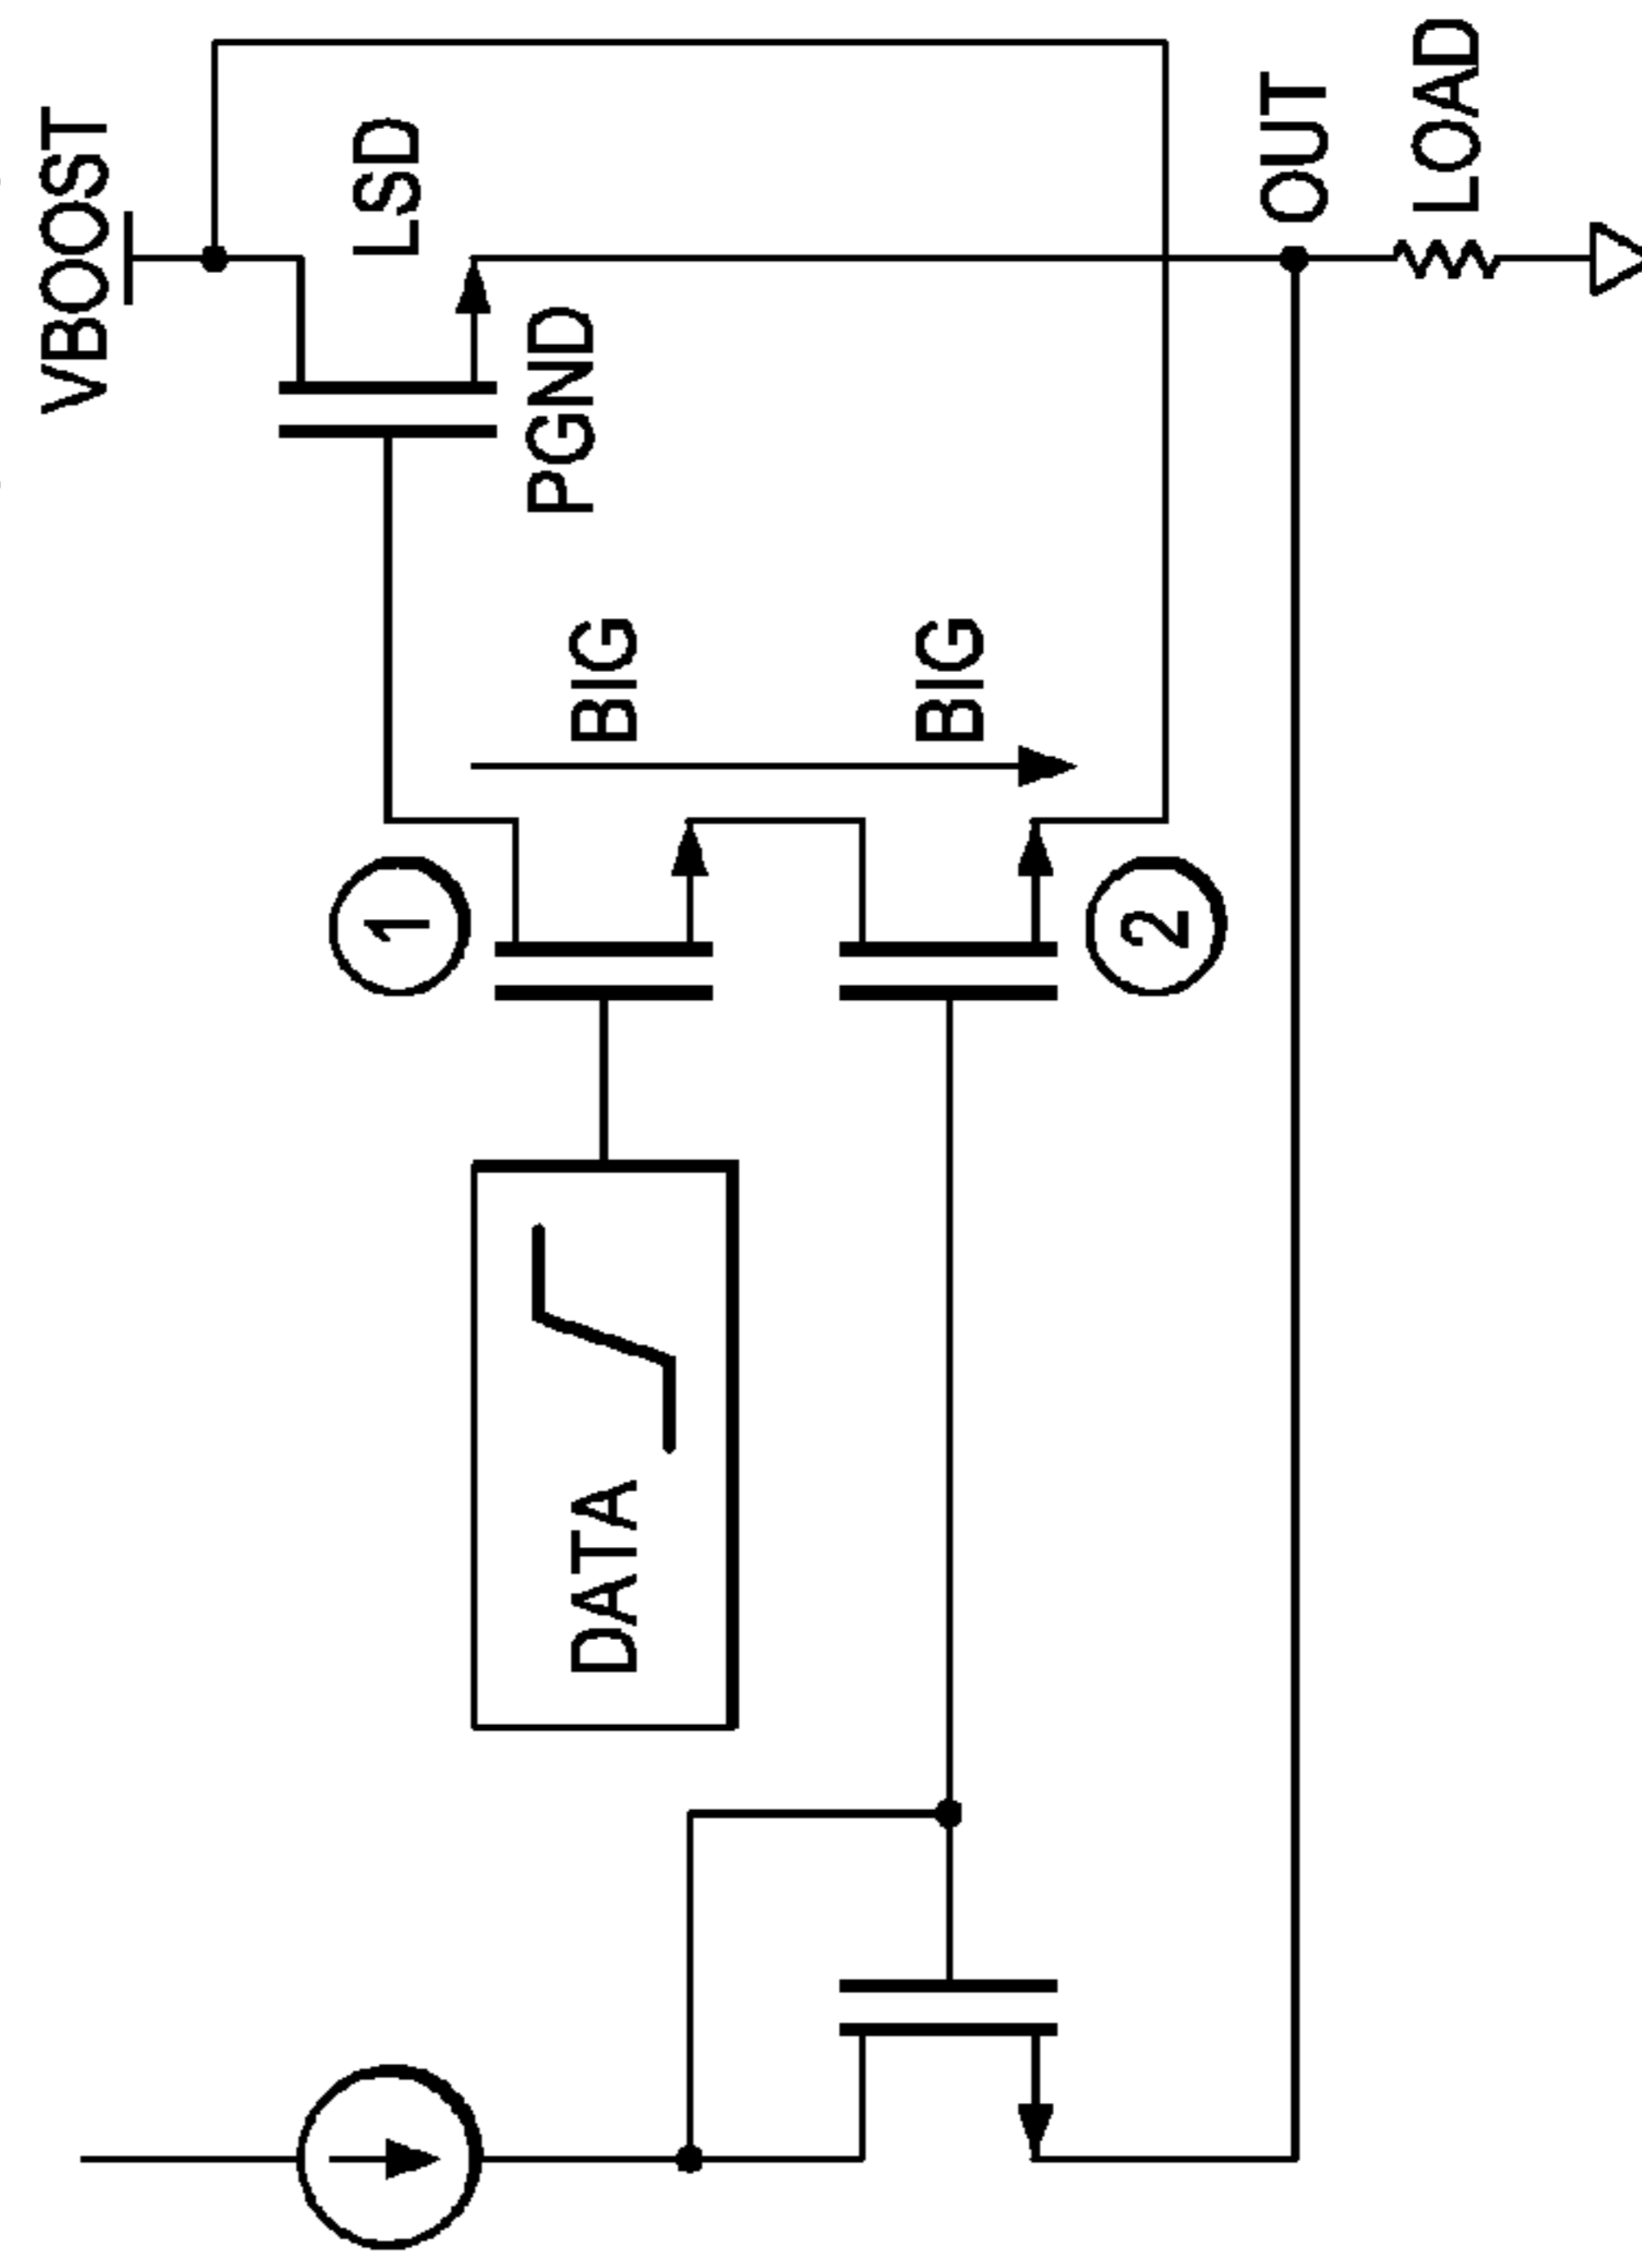 VBOOST
LSD
PGND
1
BIG
DATA
BIG
2
OUT
LOAD